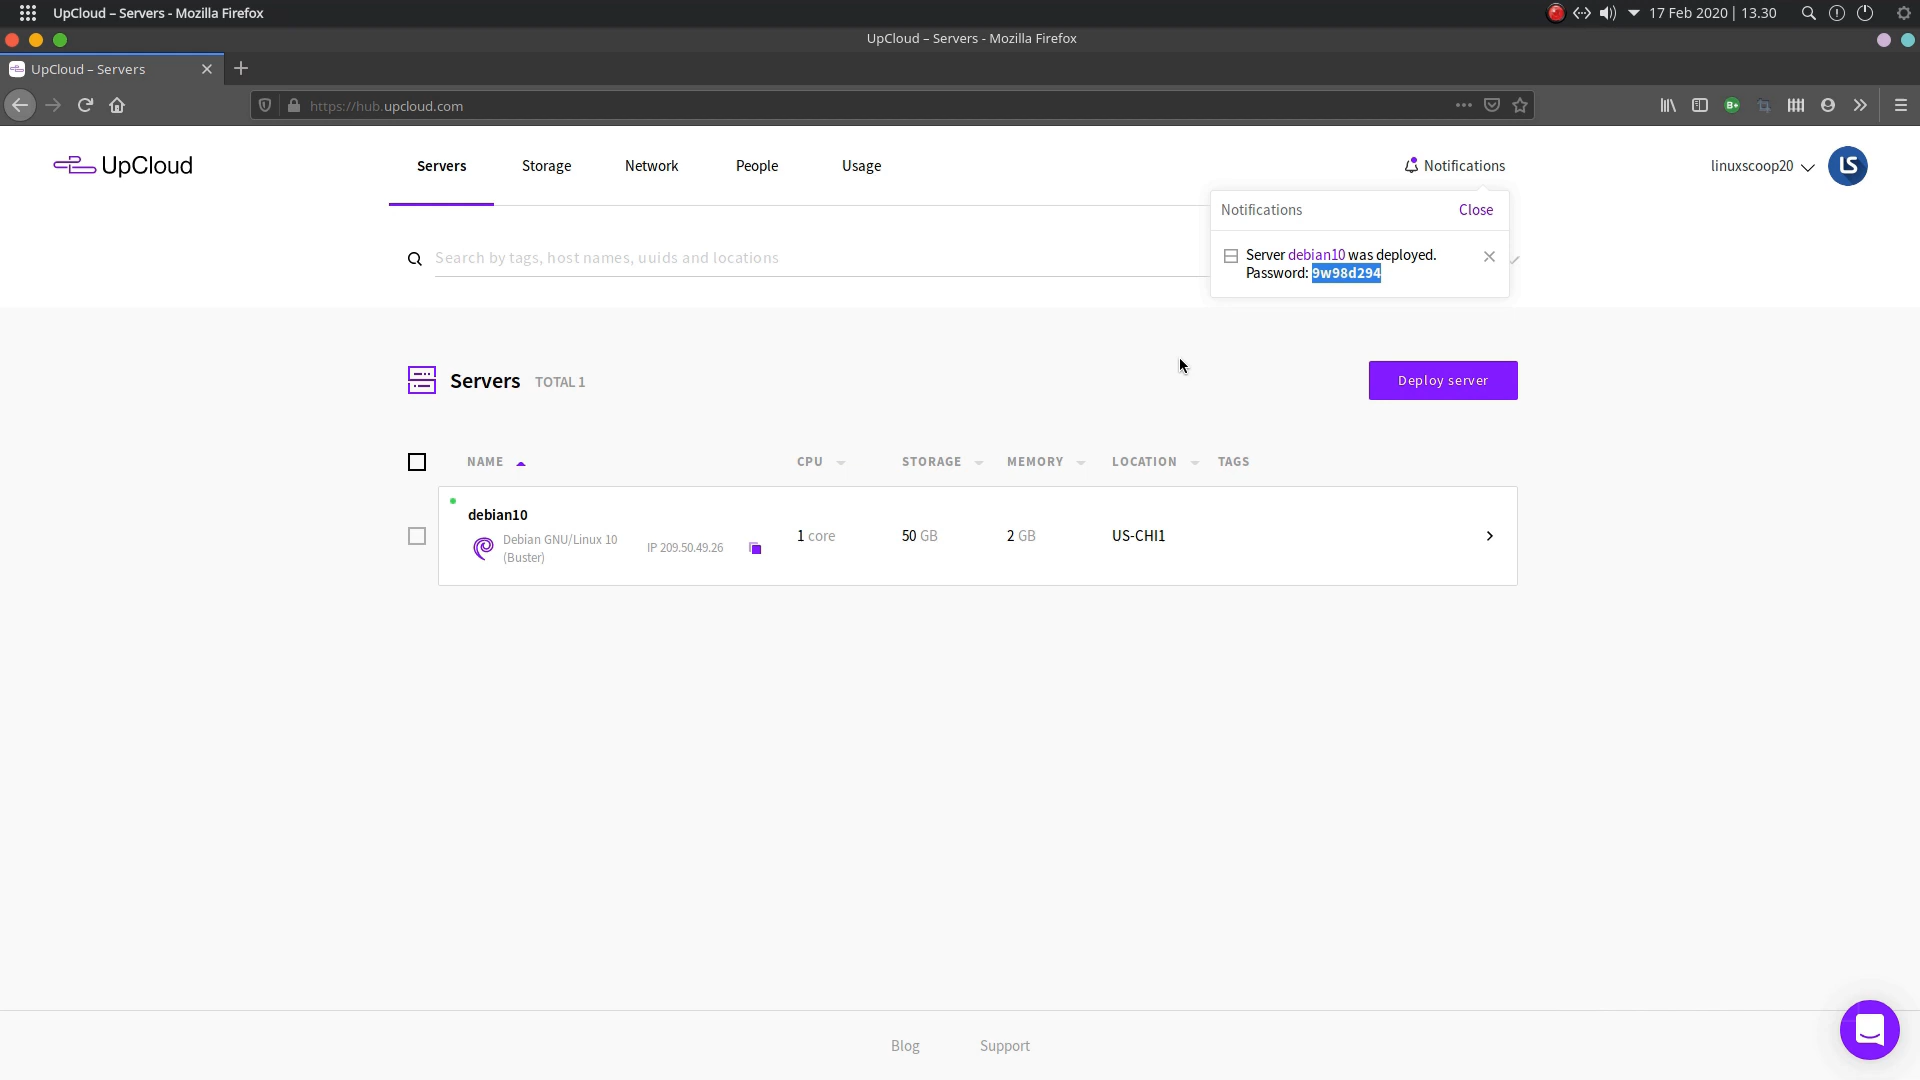 UpCloud – Servers - Mozilla Firefox
17 Feb 2020 | 13.30
UpCloud – Servers - Mozilla Firefox
UpCloud – Servers
https://hub.upcloud.com
B+
UpCloud
Servers
Storage
Network
People
Usage
Notifications
linuxscoop20
LS
Notifications
Close
Search by tags, host names, uuids and locations
Server debian10 was deployed.
Password: 9w98d294
Servers
TOTAL 1
Deploy server
NAME
CPU
STORAGE
MEMORY
LOCATION
TAGS
debian10
Debian GNU/Linux 10
(Buster)
IP 209.50.49.26
1 core
50 GB
2 GB
US-CHI1
Blog
Support